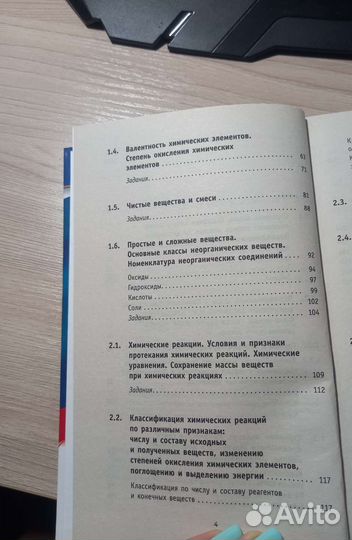 1.4. Валентность химических элементов.
Степень окисления химических
элементов ........ 61
Задания ........ 71
1.5. Чистые вещества и смеси ........ 81
Задания ........ 88
1.6. Простые и сложные вещества.
Основные классы неорганических веществ.
Номенклатура неорганических соединений ........ 92
Оксиды ........ 94
Гидроксиды ........ 97
Кислоты ........ 99
Соли ........ 102
Задания ........ 104
2.1. Химические реакции. Условия и признаки
протекания химических реакций. Химические
уравнения. Сохранение массы веществ
при химических реакциях ........ 109
Задания ........ 112
2.2. Классификация химических реакций
по различным признакам:
числу и составу исходных
и полученных веществ, изменению
степеней окисления химических элементов,
поглощению и выделению энергии ........ 117
Классификация по числу и составу реагентов
и конечных веществ ........ 117
4
2.3.
2.4.
Avito